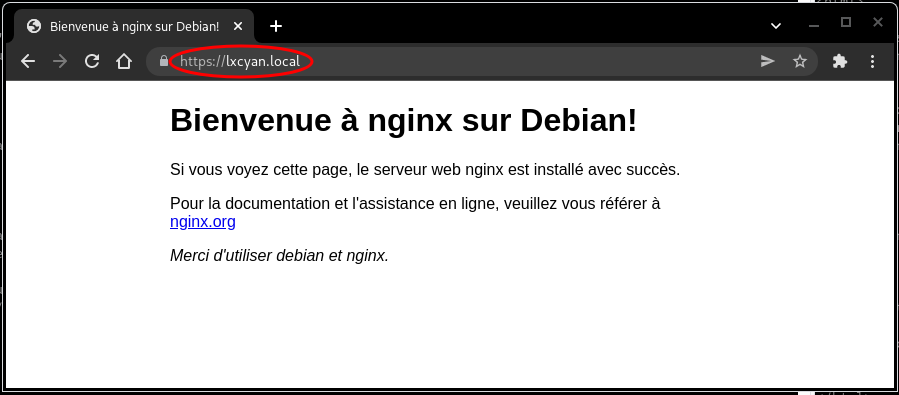 Bienvenue à nginx sur Debian!
https://lxcyan.local
Bienvenue à nginx sur Debian!
Si vous voyez cette page, le serveur web nginx est installé avec succès.
Pour la documentation et l'assistance en ligne, veuillez vous référer à
nginx.org
Merci d'utiliser debian et nginx.